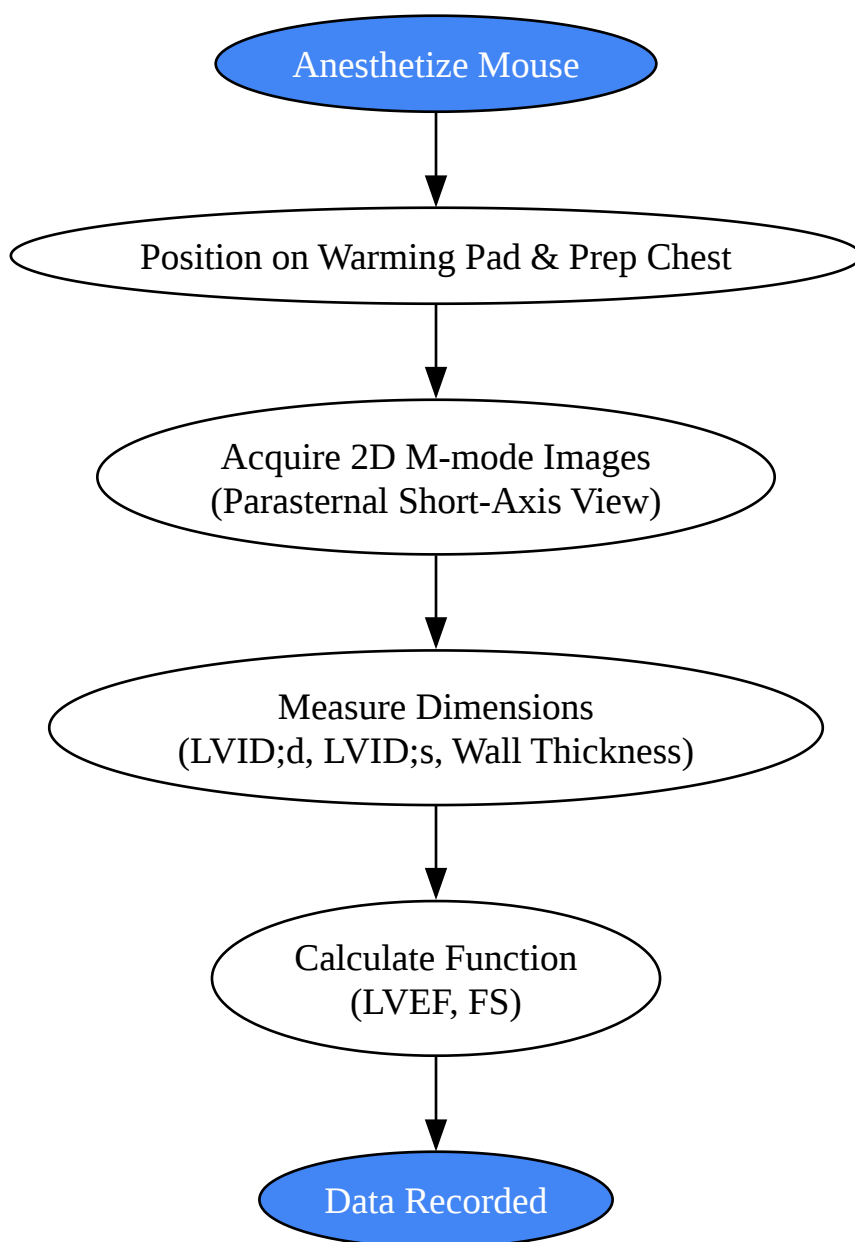 Anesthetize Mouse
Position on Warming Pad & Prep Chest
Acquire 2D M-mode Images
(Parasternal Short-Axis View)
Measure Dimensions
(LVID;d, LVID;s, Wall Thickness)
Calculate Function
(LVEF, FS)
Data Recorded